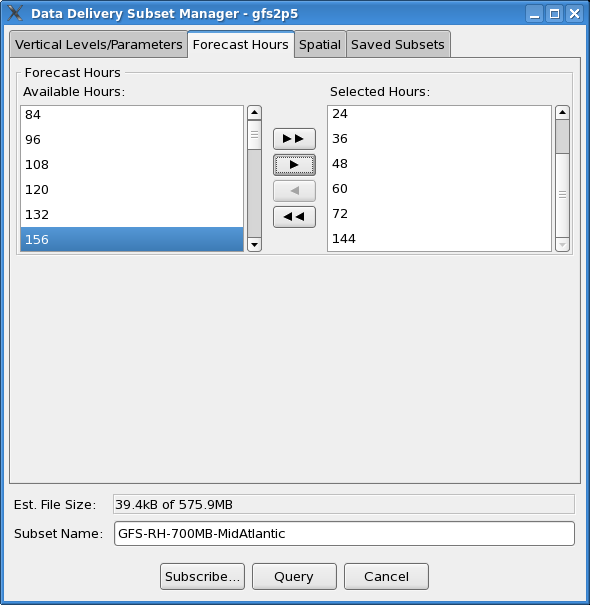 Data Delivery Subset Manager - gfs2p5
Vertical Levels/Parameters Forecast Hours Spatial Saved Subsets
Forecast Hours
Available Hours: Selected Hours:
84 24
96 36
108 48
120 60
132 72
156 144
Est. File Size: 39.4kB of 575.9MB
Subset Name: GFS-RH-700MB-MidAtlantic
Subscribe... Query Cancel